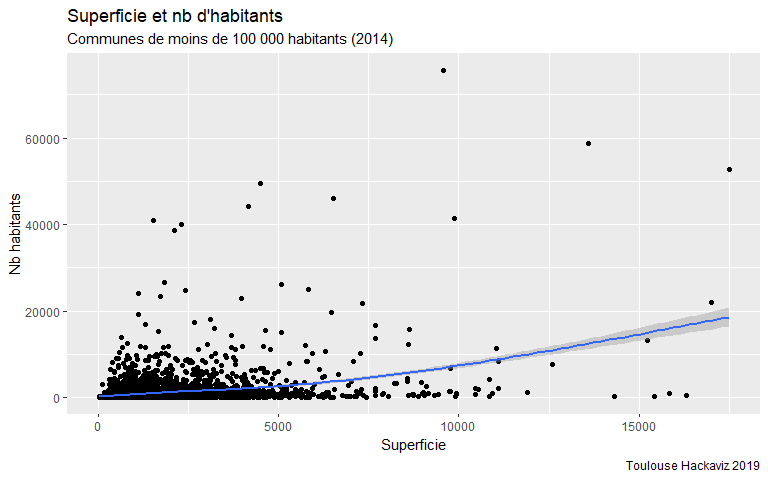 Superficie et nb d'habitants
Communes de moins de 100 000 habitants (2014)
Nb habitants
60000
40000
20000
0
0
5000
10000
15000
Superficie
Toulouse Hackaviz 2019